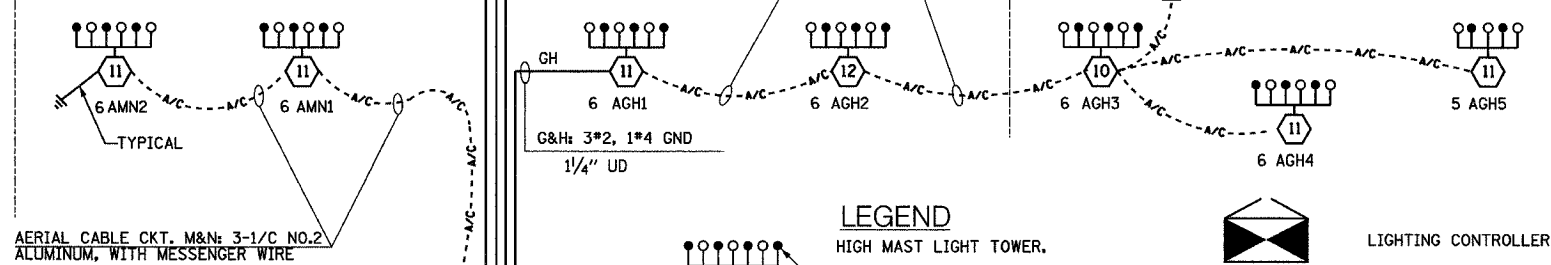 11
11
GH
11
12
10
A/C
A/C
A/C
A/C
11
A/C
A/C
A/C
A/C
A/C
A/C
A/C
A/C
A/C
A/C
A/C
11
6 AMN2
6 AMN1
6 AGH1
6 AGH2
6 AGH3
5 AGH5
TYPICAL
G&H: 3#2, 1#4 GND
1 1/4" UD
6 AGH4
AERIAL CABLE CKT. M&N: 3-1/C NO.2
ALUMINUM, WITH MESSENGER WIRE
LEGEND
HIGH MAST LIGHT TOWER.
LIGHTING CONTROLLER